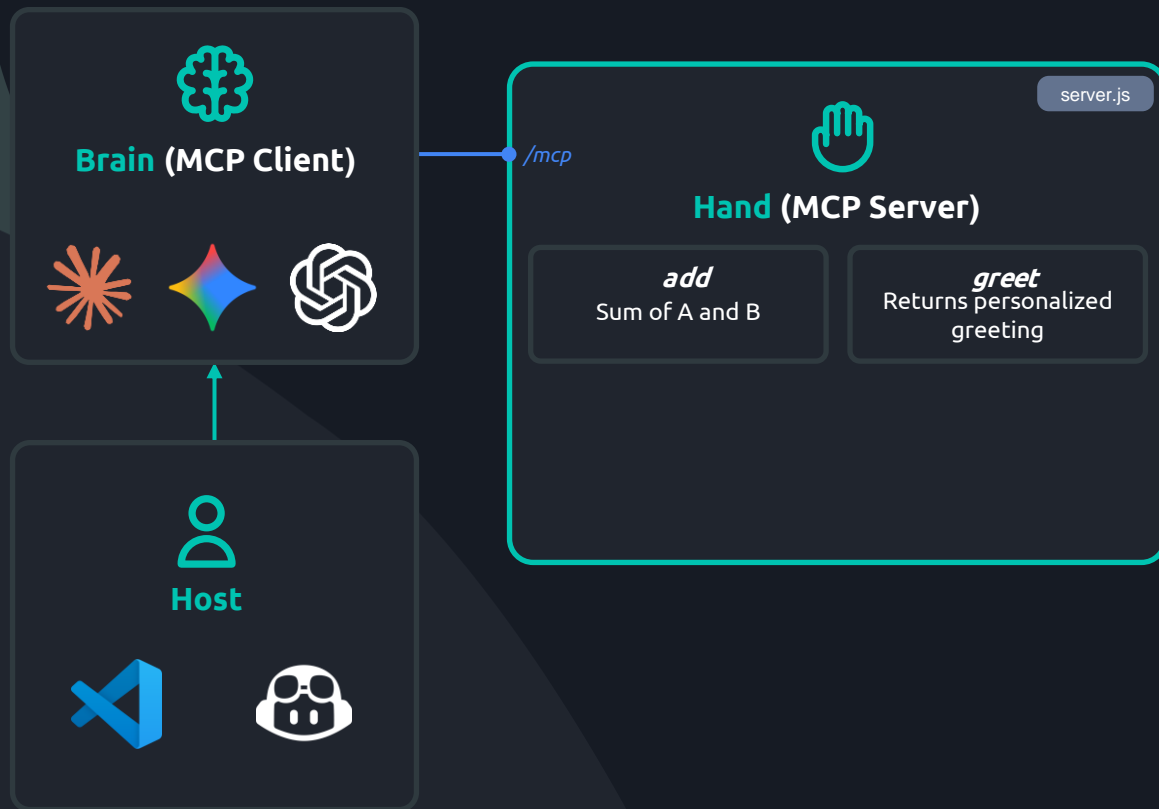 Brain (MCP Client)
/mcp
server.js
Hand (MCP Server)
add
Sum of A and B
greet
Returns personalized
greeting
Host